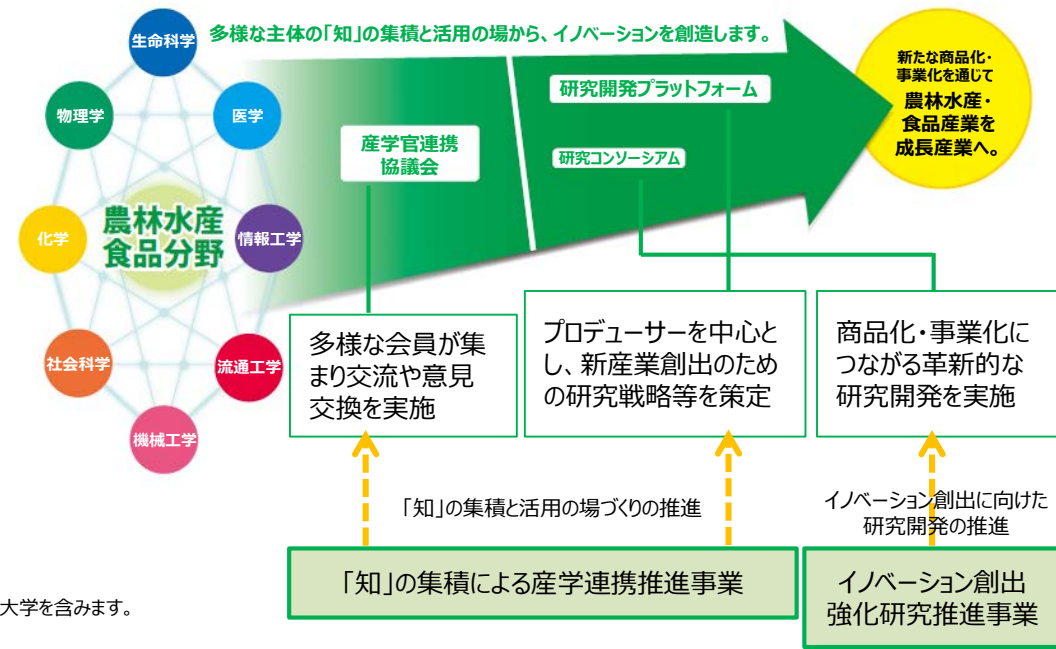 多様な主体の「知」の集積と活用の場から、イノベーションを創造します。
生命科学
物理学
医学
化学
農林水産
食品分野
情報工学
社会科学
流通工学
機械工学
産学官連携
協議会
研究開発プラットフォーム
研究コンソーシアム
新たな商品化・
事業化を通じて
農林水産・
食品産業を
成長産業へ。
多様な会員が集
まり交流や意見
交換を実施
プロデューサーを中心と
し、新産業創出のため
の研究戦略等を策定
商品化・事業化に
つながる革新的な
研究開発を実施
「知」の集積と活用の場づくりの推進
イノベーション創出に向けた
研究開発の推進
「知」の集積による産学連携推進事業
イノベーション創出
強化研究推進事業
大学を含みます。